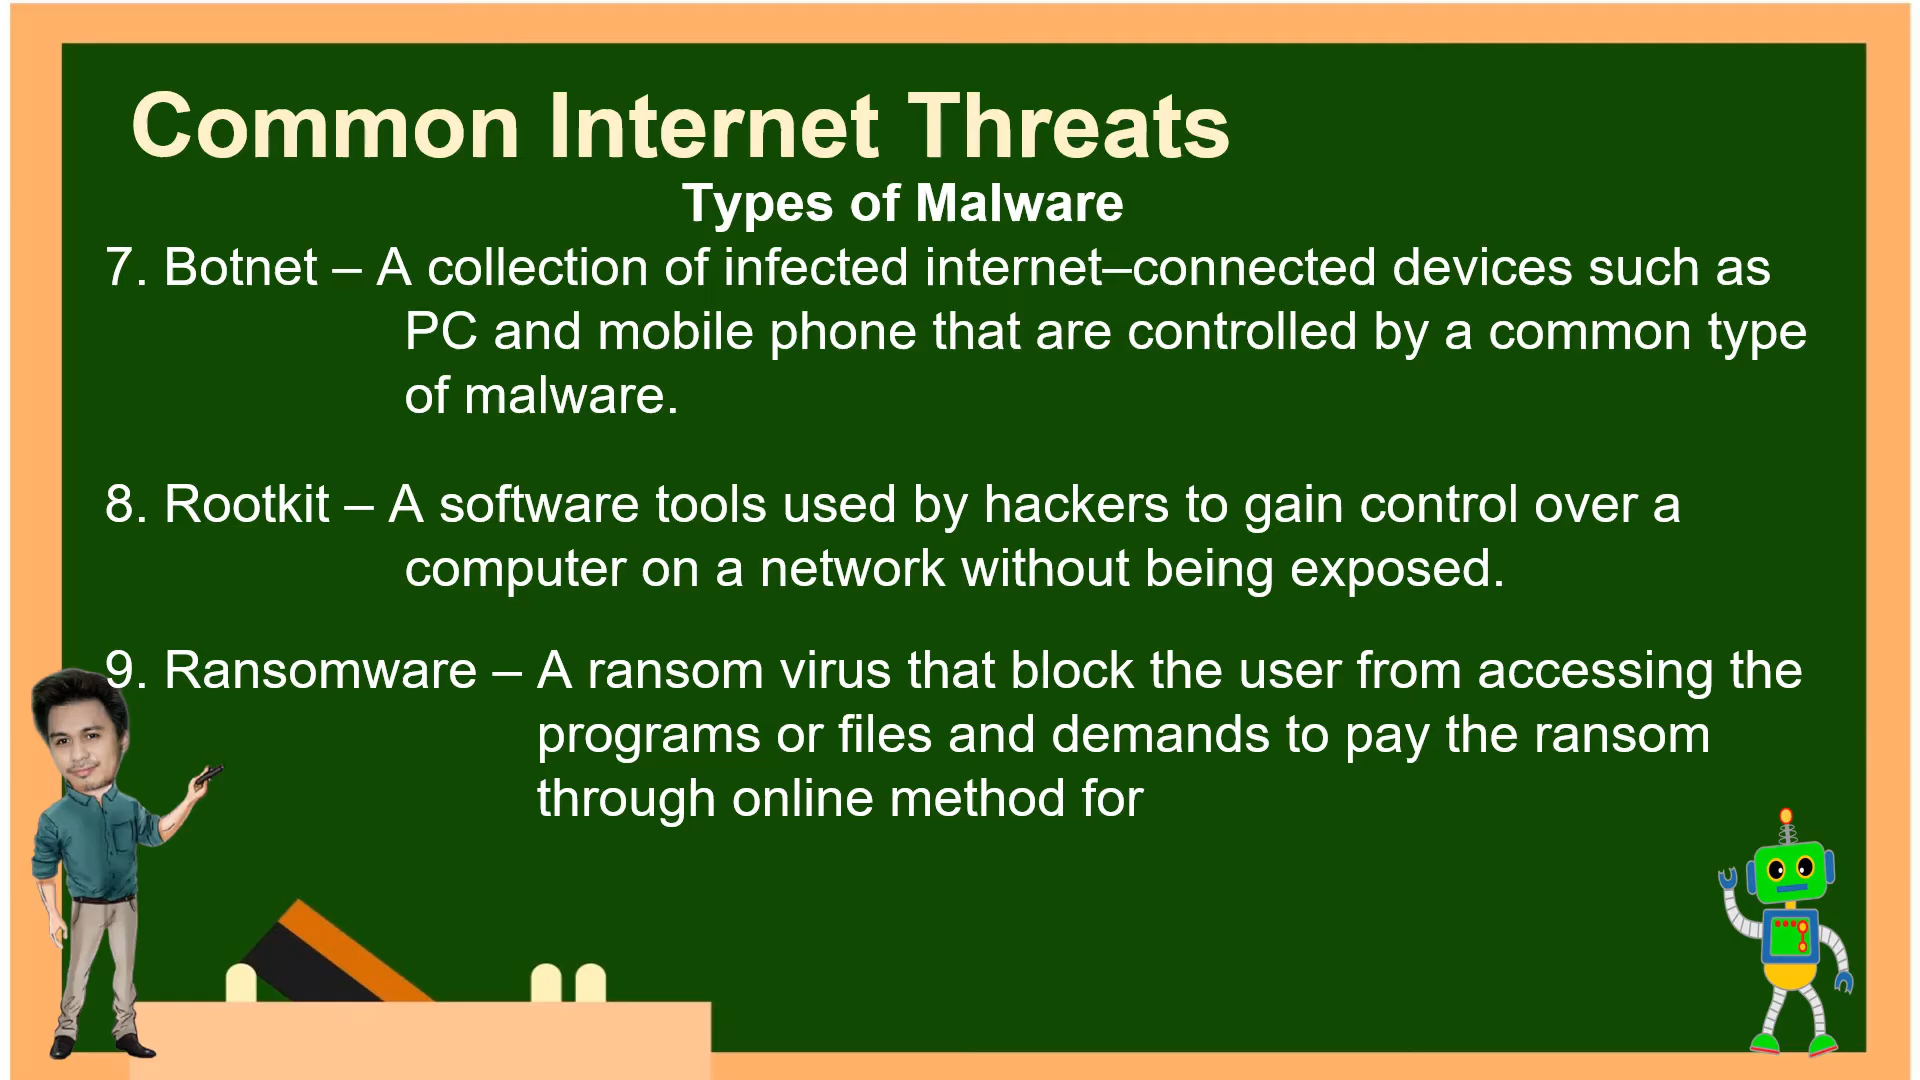 Common Internet Threats
Types of Malware
7. Botnet – A collection of infected internet–connected devices such as
PC and mobile phone that are controlled by a common type
of malware.
8. Rootkit – A software tools used by hackers to gain control over a
computer on a network without being exposed.
9. Ransomware – A ransom virus that block the user from accessing the
programs or files and demands to pay the ransom
through online method for